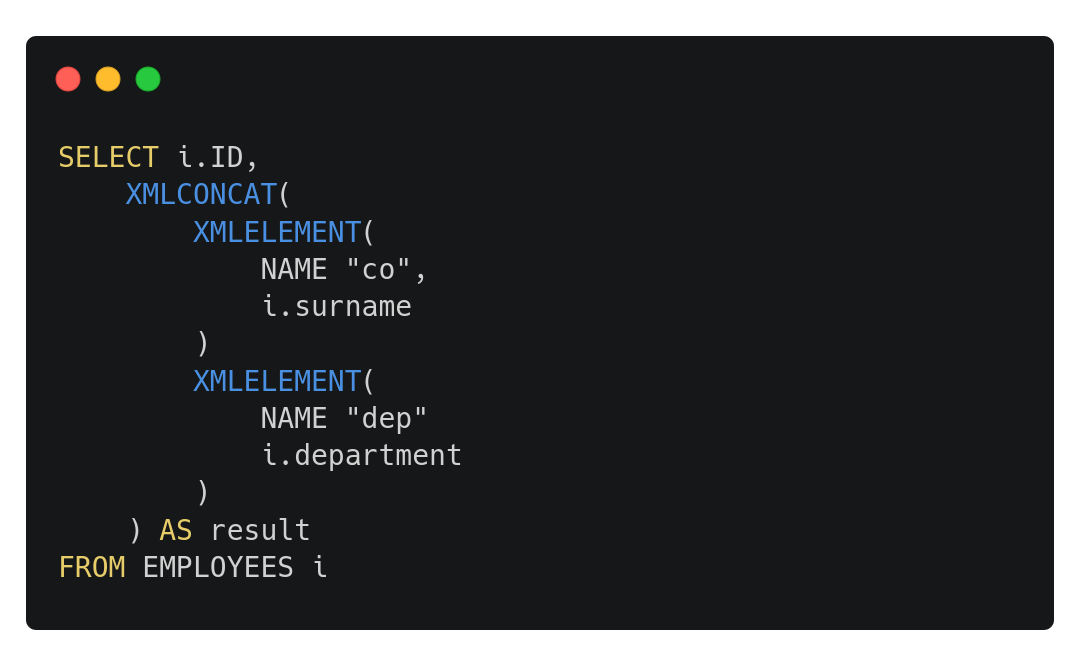 SELECT i.ID,
    XMLCONCAT(
        XMLELEMENT(
            NAME "co",
            i.surname
        )
        XMLELEMENT(
            NAME "dep"
            i.department
        )
    ) AS result
FROM EMPLOYEES i